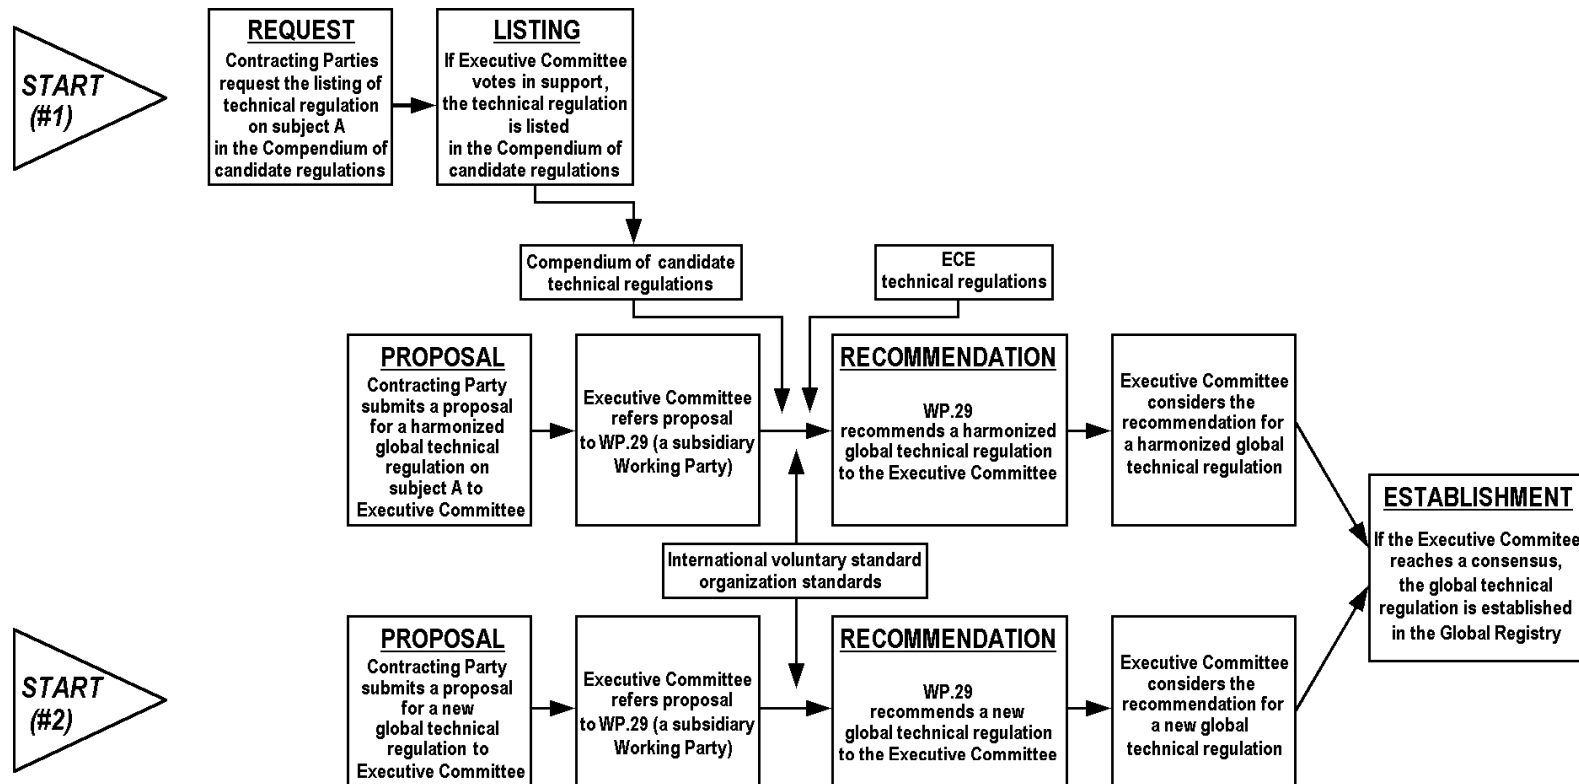 START
(#1)
REQUEST
Contracting Parties
request the listing of
technical regulation
on subject A
in the Compendium of
candidate regulations
LISTING
If Executive Committee
votes in support,
the technical regulation
is listed
in the Compendium of
candidate regulations
Compendium of candidate
technical regulations
ECE
technical regulations
PROPOSAL
Contracting Party
submits a proposal
for a harmonized
global technical
regulation on
subject A to
Executive Committee
Executive Committee
refers proposal
to WP.29 (a subsidiary
Working Party)
RECOMMENDATION
WP.29
recommends a harmonized
global technical regulation
to the Executive Committee
Executive Committee
considers the
recommendation for
a harmonized global
technical regulation
ESTABLISHMENT
If the Executive Commitee
reaches a consensus,
the global technical
regulation is established
in the Global Registry
International voluntary standard
organization standards
START
(#2)
PROPOSAL
Contracting Party
submits a proposal
for a new
global technical
regulation to
Executive Committee
Executive Committee
refers proposal
to WP.29 (a subsidiary
Working Party)
RECOMMENDATION
WP.29
recommends a new
global technical regulation
to the Executive Committee
Executive Committee
considers the
recommendation for
a new global
technical regulation